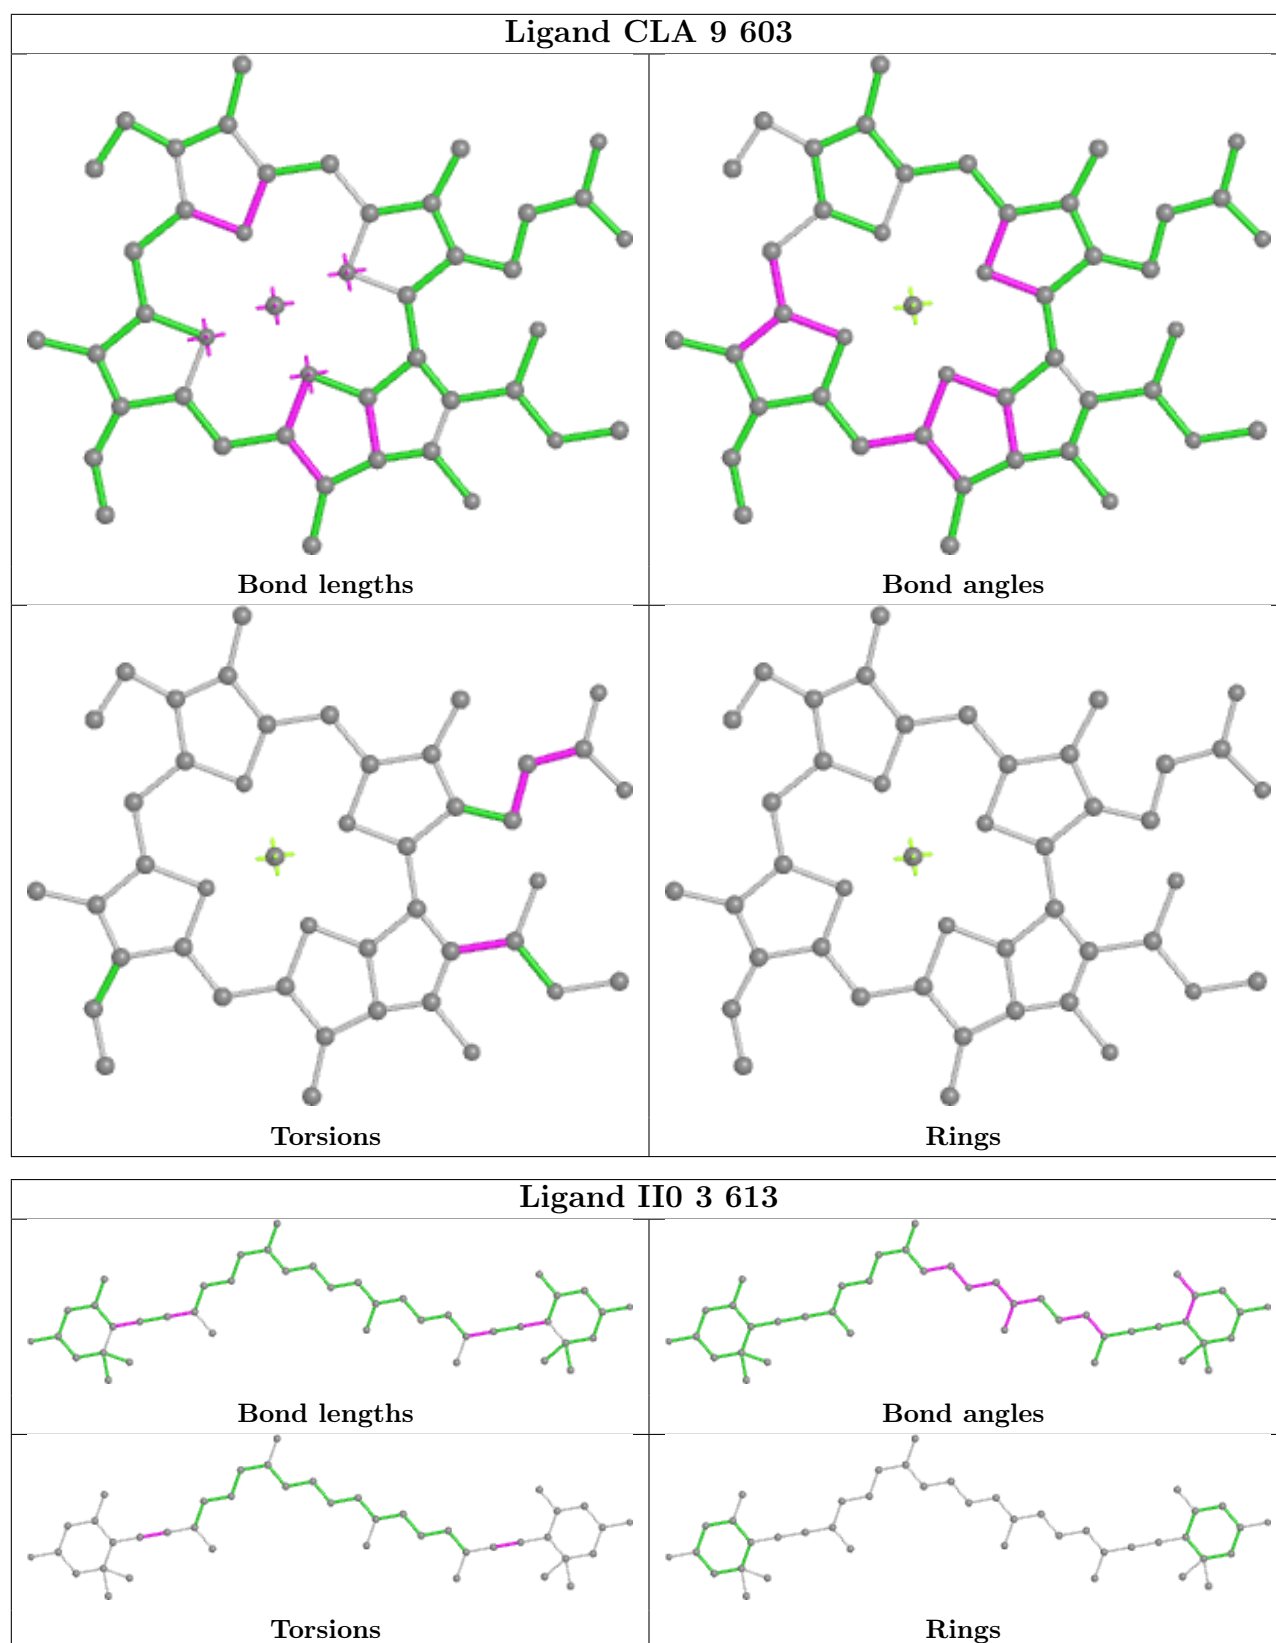 Ligand CLA 9 603
Bond lengths
Bond angles
Torsions
Rings
Ligand II0 3 613
Bond lengths
Bond angles
Torsions
Rings